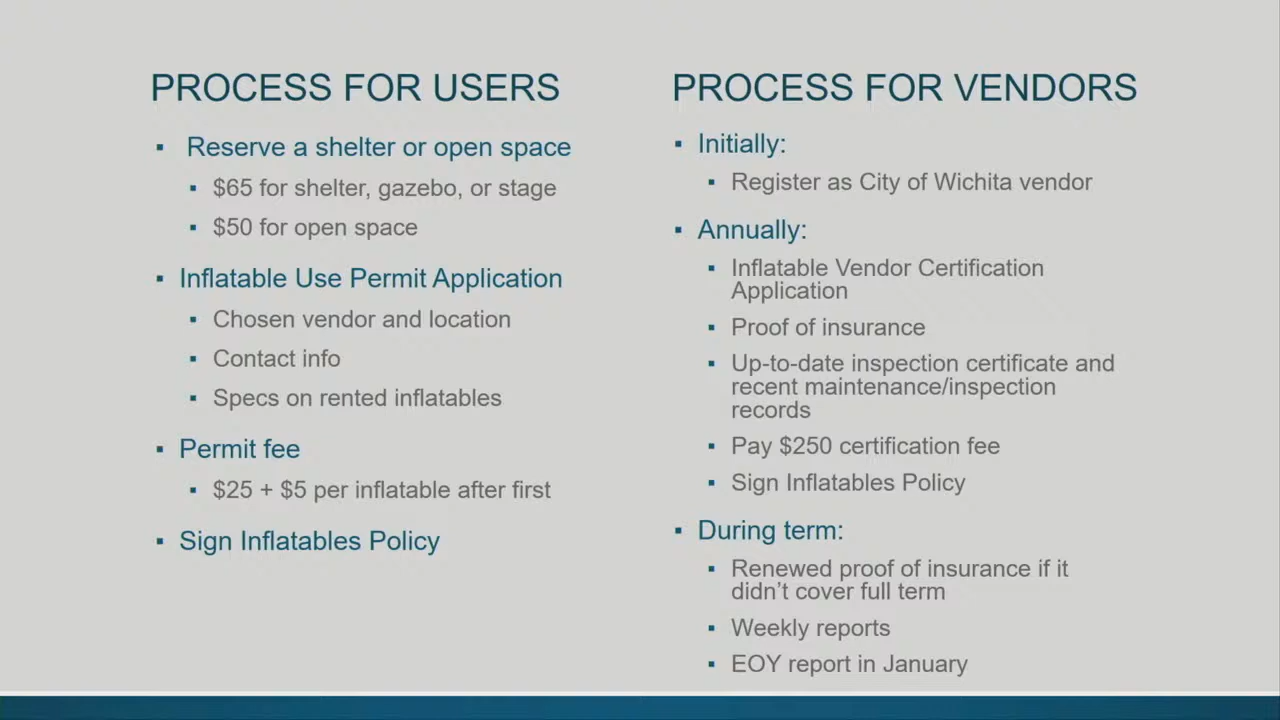 PROCESS FOR USERS
▪ Reserve a shelter or open space
▪ $65 for shelter, gazebo, or stage
▪ $50 for open space
▪ Inflatable Use Permit Application
▪ Chosen vendor and location
▪ Contact info
▪ Specs on rented inflatables
▪ Permit fee
▪ $25 + $5 per inflatable after first
▪ Sign Inflatables Policy
PROCESS FOR VENDORS
▪ Initially:
▪ Register as City of Wichita vendor
▪ Annually:
▪ Inflatable Vendor Certification
Application
▪ Proof of insurance
▪ Up-to-date inspection certificate and
recent maintenance/inspection
records
▪ Pay $250 certification fee
▪ Sign Inflatables Policy
▪ During term:
▪ Renewed proof of insurance if it
didn’t cover full term
▪ Weekly reports
▪ EOY report in January